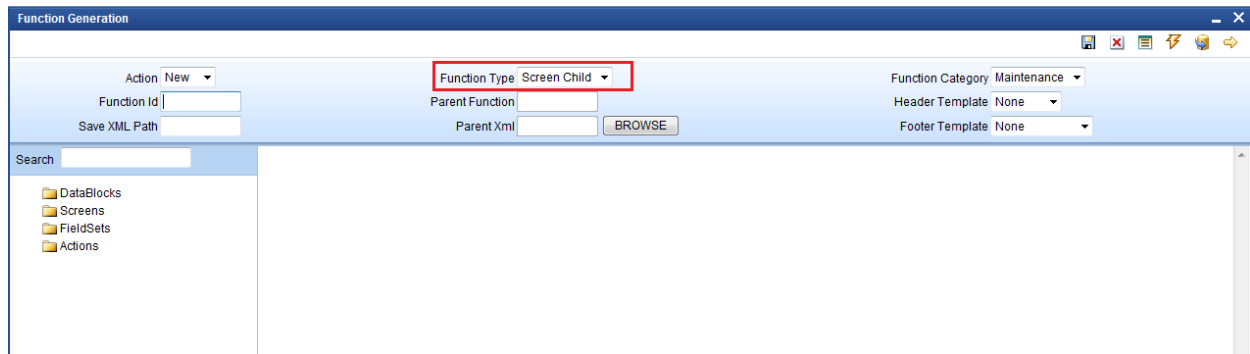 Function Generation
Action New Function Type Screen Child Function Category Maintenance
Function Id Parent Function Header Template None
Save XML Path Parent Xml BROWSE Footer Template None
Search
DataBlocks
Screens
FieldSets
Actions